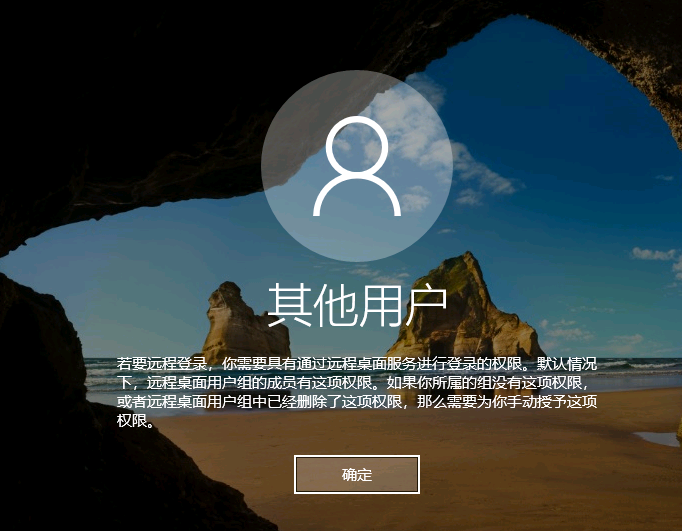 其他用户
若要远程登录，你需要具有通过远程桌面服务进行登录的权限。默认情况
下，远程桌面用户组的成员有这项权限。如果你所属的组没有这项权限，
或者远程桌面用户组中已经删除了这项权限，那么需要为你手动授予这项
权限。
确定